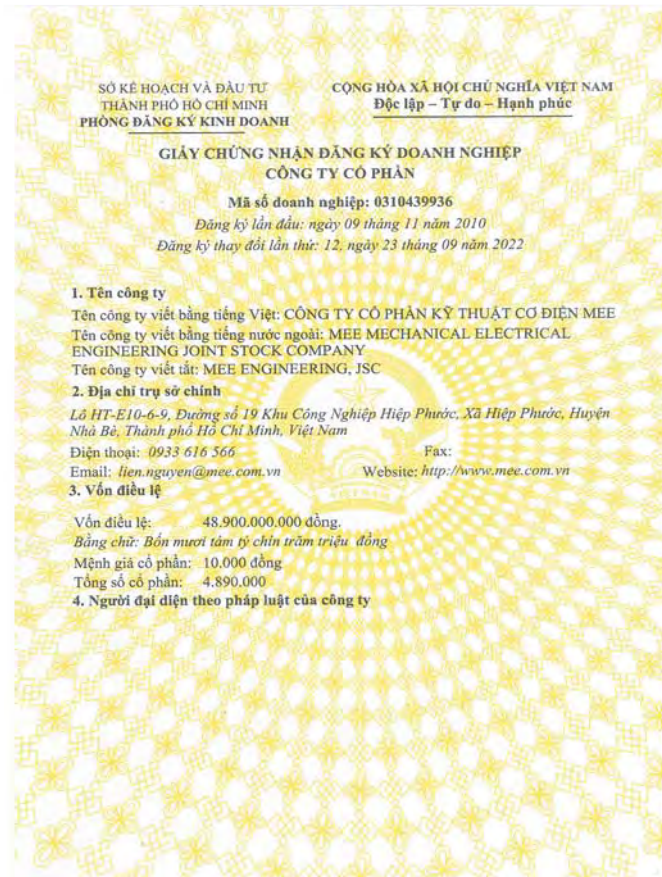 SỞ KẾ HOẠCH VÀ ĐẦU TƯ
THÀNH PHỐ HỒ CHÍ MINH
PHÒNG ĐĂNG KÝ KINH DOANH
CỘNG HÒA XÃ HỘI CHỦ NGHĨA VIỆT NAM
Độc lập – Tự do – Hạnh phúc
GIẤY CHỨNG NHẬN ĐĂNG KÝ DOANH NGHIỆP
CÔNG TY CỔ PHẦN
Mã số doanh nghiệp: 0310439936
Đăng ký lần đầu: ngày 09 tháng 11 năm 2010
Đăng ký thay đổi lần thứ: 12, ngày 23 tháng 09 năm 2022
1. Tên công ty
Tên công ty viết bằng tiếng Việt: CÔNG TY CỔ PHẦN KỸ THUẬT CƠ ĐIỆN MEE
Tên công ty viết bằng tiếng nước ngoài: MEE MECHANICAL ELECTRICAL
ENGINEERING JOINT STOCK COMPANY
Tên công ty viết tắt: MEE ENGINEERING, JSC
2. Địa chỉ trụ sở chính
Lô HT-E10-6-9, Đường số 19 Khu Công Nghiệp Hiệp Phước, Xã Hiệp Phước, Huyện
Nhà Bè, Thành phố Hồ Chí Minh, Việt Nam
Điện thoại: 0933 616 566 Fax:
Email: lien.nguyen@mee.com.vn Website: http://www.mee.com.vn
3. Vốn điều lệ
Vốn điều lệ: 48.900.000.000 đồng.
Bằng chữ: Bốn mươi tám tỷ chín trăm triệu đồng
Mệnh giá cổ phần: 10.000 đồng
Tổng số cổ phần: 4.890.000
4. Người đại diện theo pháp luật của công ty